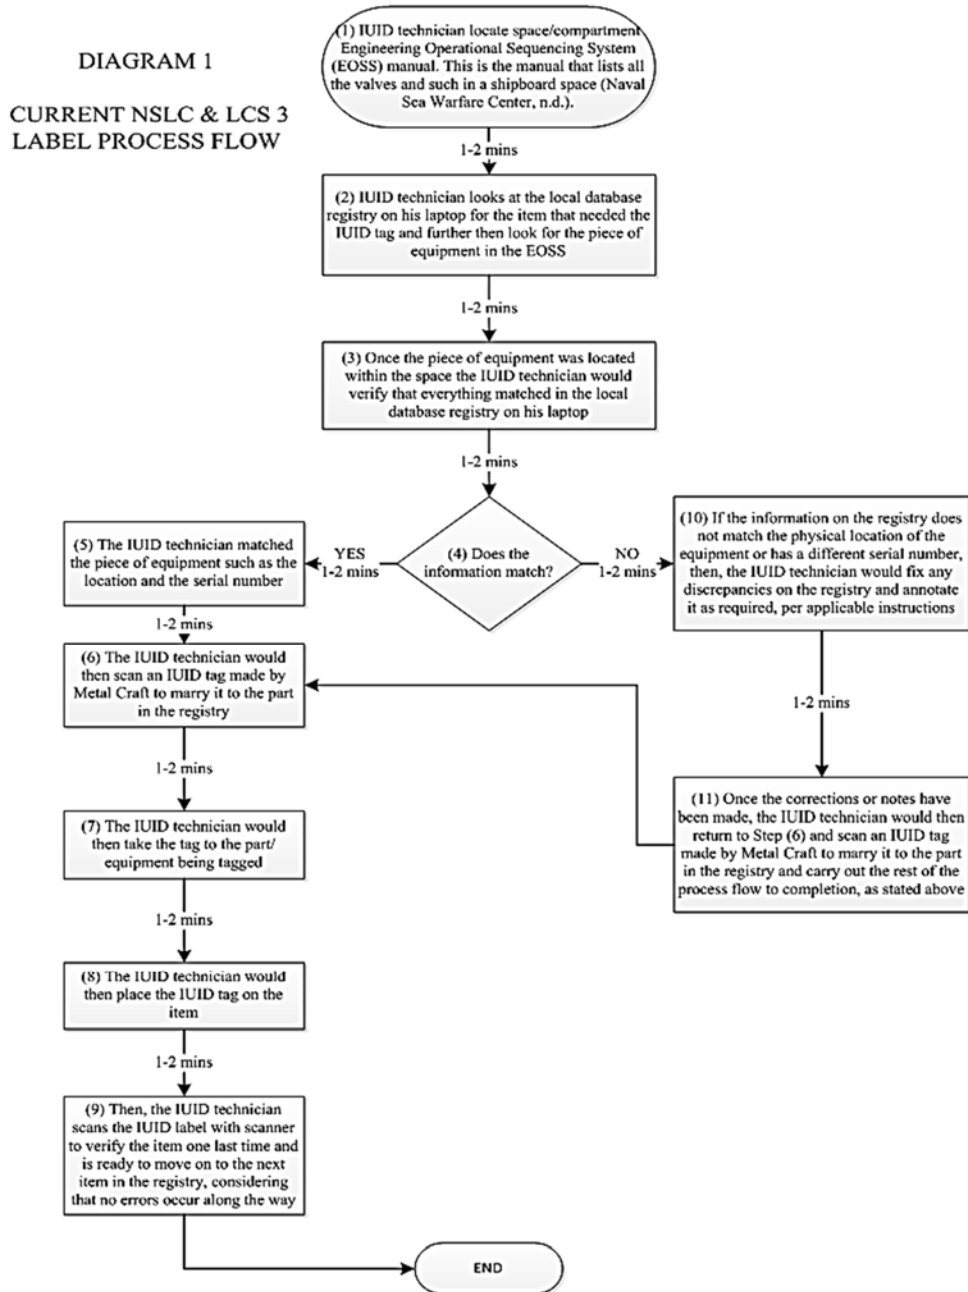 DIAGRAM 1
CURRENT NSLC & LCS 3
LABEL PROCESS FLOW
(1) IUID technician locate space/compartment
Engineering Operational Sequencing System
(EOSS) manual. This is the manual that lists all
the valves and such in a shipboard space (Naval
Sea Warfare Center, n.d.).
1-2 mins
(2) IUID technician looks at the local database
registry on his laptop for the item that needed the
IUID tag and further then look for the piece of
equipment in the EOSS
1-2 mins
(3) Once the piece of equipment was located
within the space the IUID technician would
verify that everything matched in the local
database registry on his laptop
1-2 mins
(4) Does the
information match?
YES
1-2 mins
NO
1-2 mins
(5) The IUID technician matched
the piece of equipment such as the
location and the serial number
1-2 mins
(6) The IUID technician would
then scan an IUID tag made by
Metal Craft to marry it to the part
in the registry
1-2 mins
(7) The IUID technician would
then take the tag to the part/
equipment being tagged
1-2 mins
(8) The IUID technician would
then place the IUID tag on the
item
1-2 mins
(9) Then, the IUID technician
scans the IUID label with scanner
to verify the item one last time and
is ready to move on to the next
item in the registry, considering
that no errors occur along the way
(10) If the information on the registry does
not match the physical location of the
equipment or has a different serial number,
then, the IUID technician would fix any
discrepancies on the registry and annotate
it as required, per applicable instructions
1-2 mins
(11) Once the corrections or notes have
been made, the IUID technician would then
return to Step (6) and scan an IUID tag
made by Metal Craft to marry it to the part
in the registry and carry out the rest of the
process flow to completion, as stated above
END